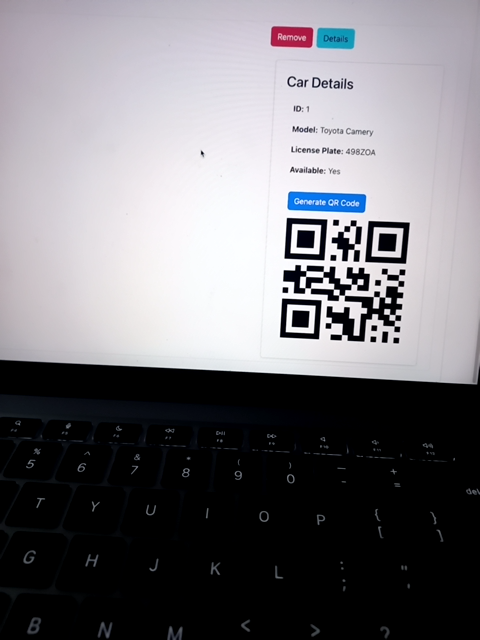 Remove Details
Car Details
ID: 1
Model: Toyota Camery
License Plate: 498ZOA
Available: Yes
Generate QR Code
% ^ & * ( ) — +
5 6 7 8 9 0 - =
del
T Y U I O P { }
[ ]
G H J K L : "
; '
B N M < > ?